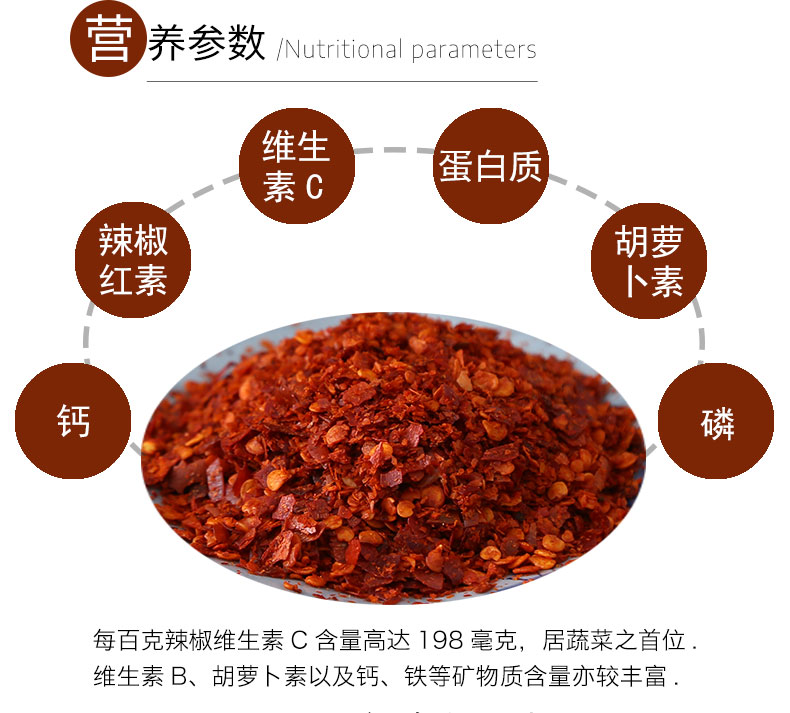 营养参数 /Nutritional parameters
维生
素 C
蛋白质
辣椒
红素
胡萝
卜素
钙
磷
每百克辣椒维生素 C 含量高达 198 毫克，居蔬菜之首位 .
维生素 B、胡萝卜素以及钙、铁等矿物质含量亦较丰富 .